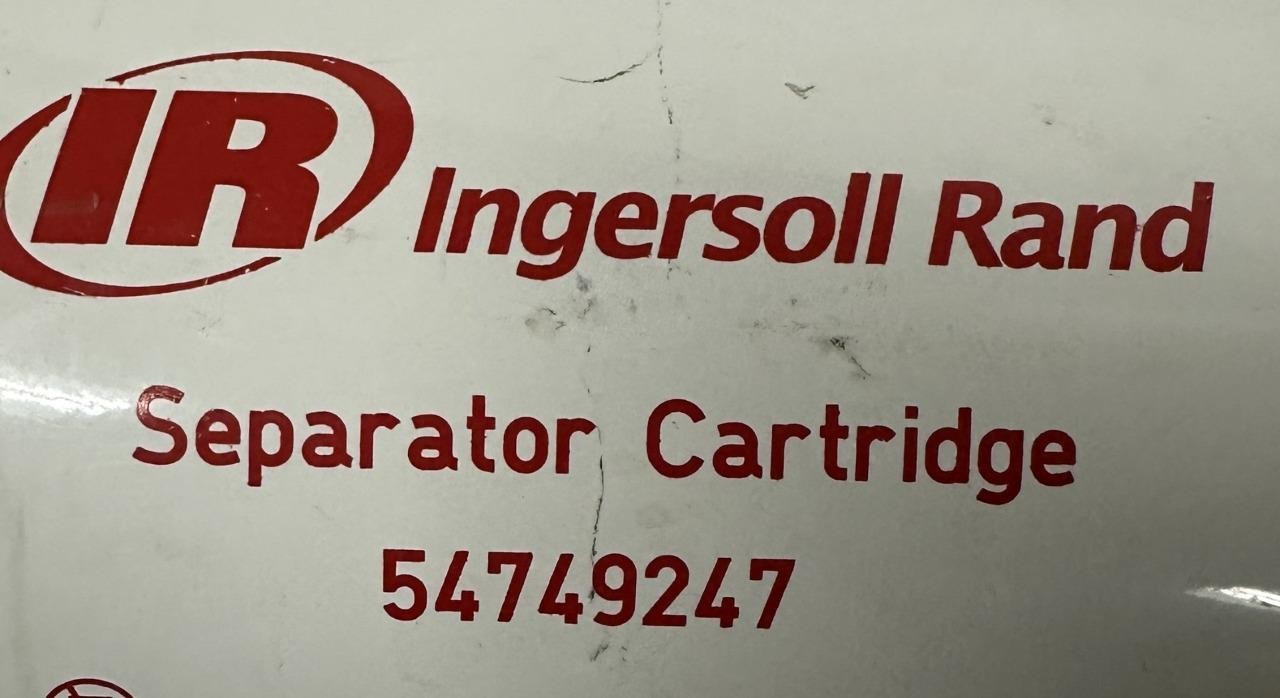 IR Ingersoll Rand
Separator Cartridge
54749247